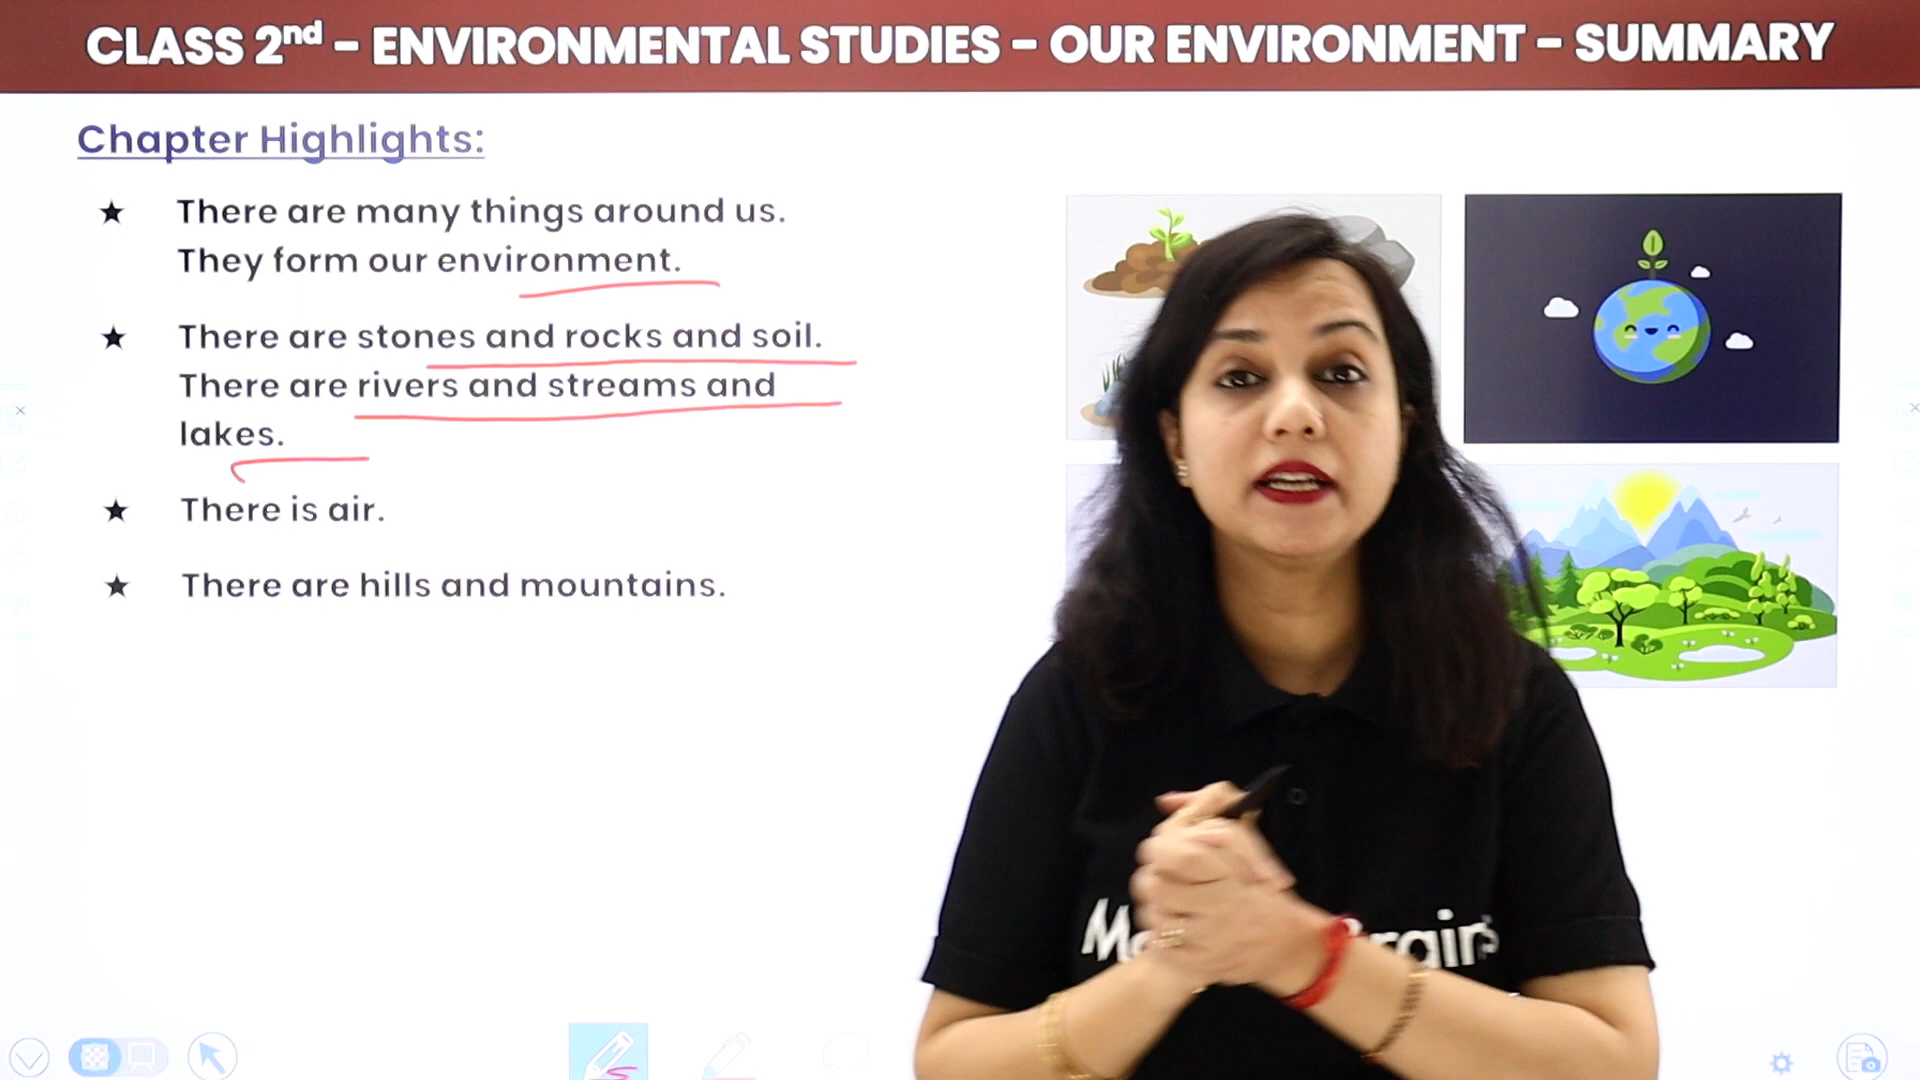 CLASS 2nd - ENVIRONMENTAL STUDIES - OUR ENVIRONMENT - SUMMARY
Chapter Highlights:
★ There are many things around us.
They form our environment.
★ There are stones and rocks and soil.
There are rivers and streams and
lakes.
★ There is air.
★ There are hills and mountains.